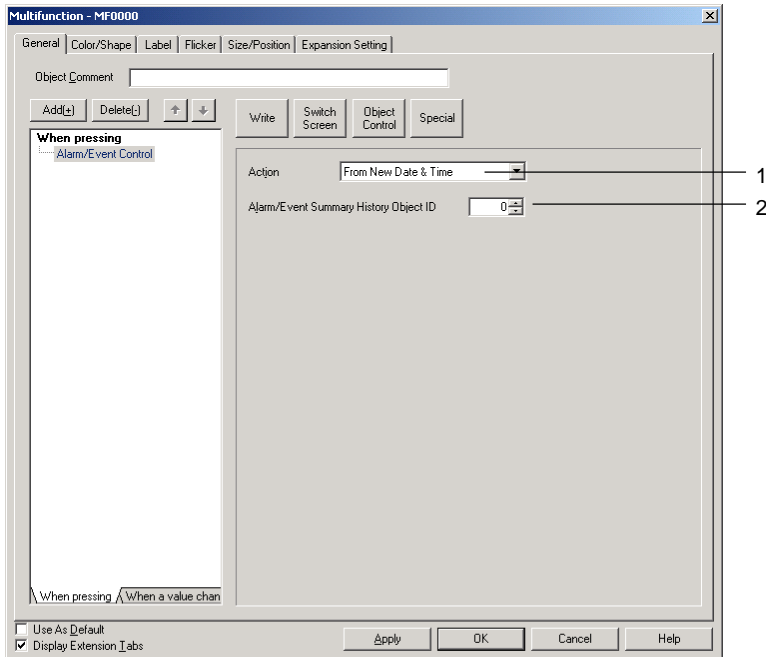 Multifunction - MF0000
General Color/Shape Label Flicker Size/Position Expansion Setting
Object Comment
Add(+) Delete(-)
Write
Switch Screen
Object Control
Special
When pressing
Alarm/Event Control
Action From New Date & Time 1
Alarm/Event Summary History Object ID 0 2
When pressing When a value chan
Use As Default
Display Extension Tabs
Apply OK Cancel Help